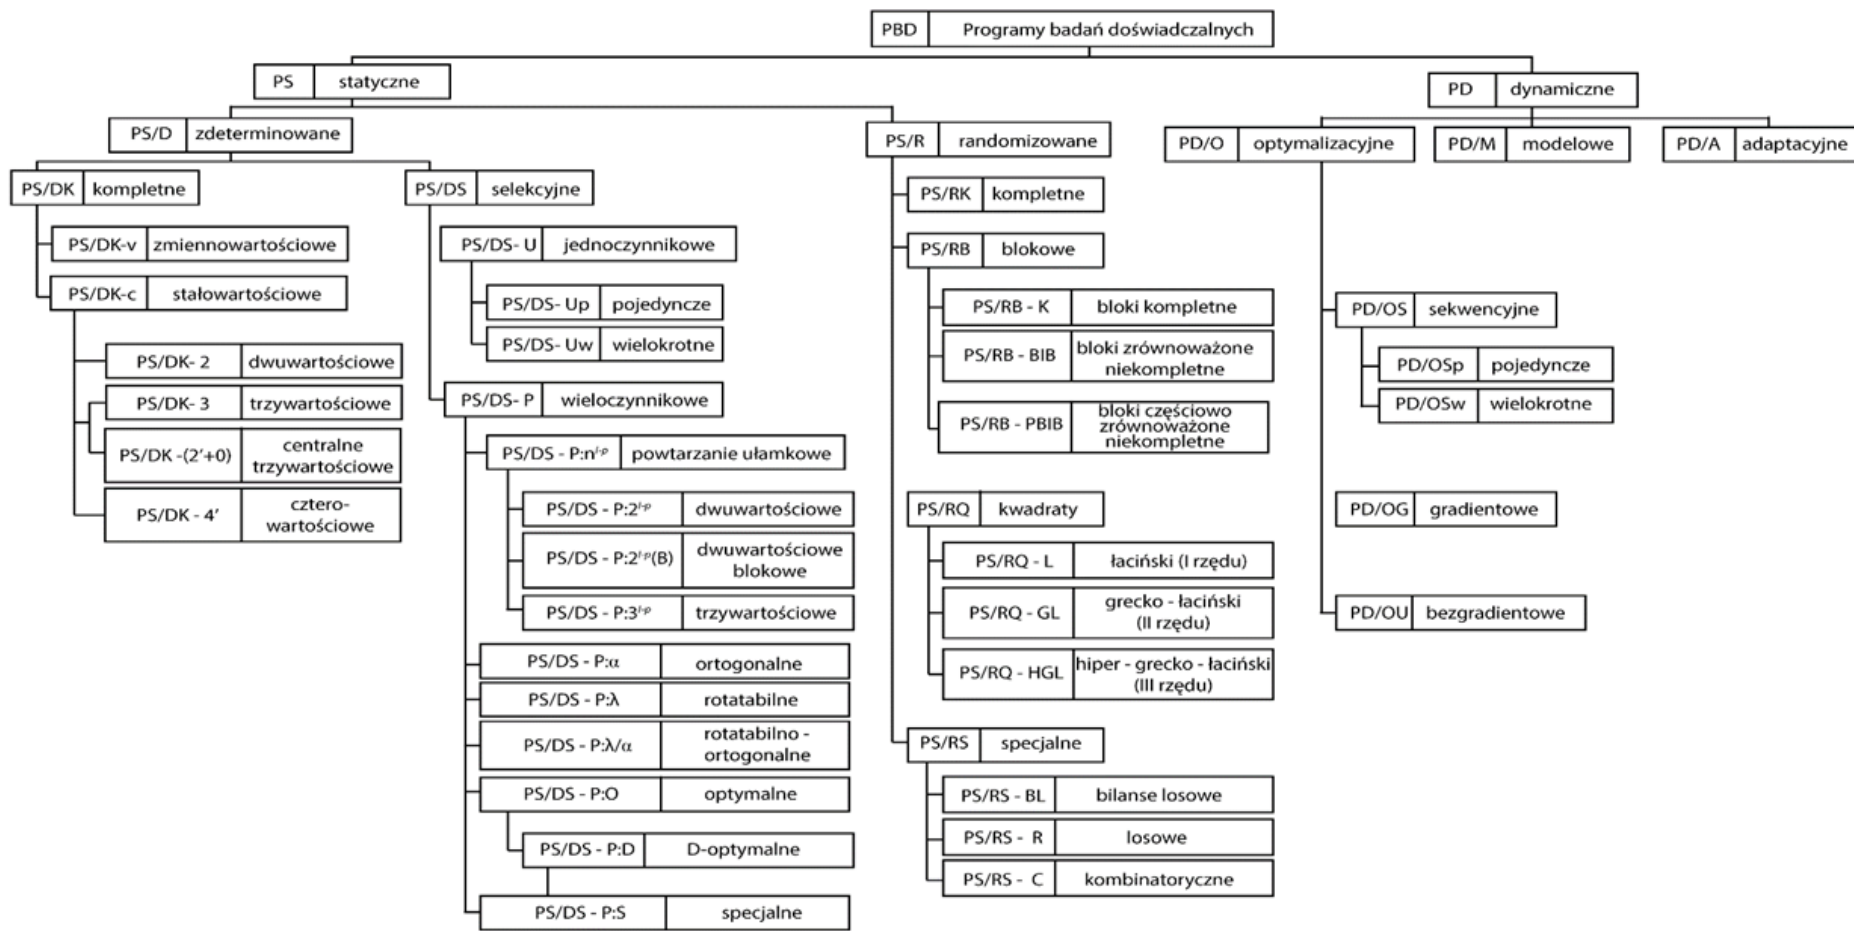 PBD Programy badań doświadczalnych
PS statyczne
PD dynamiczne
PS/D zdeterminowane
PS/R randomizowane
PD/O optymalizacyjne
PD/M modelowe
PD/A adaptacyjne
PS/DK kompletne
PS/DK-v zmiennowartościowe
PS/DK-c stałowartościowe
PS/DK- 2 dwuwartościowe
PS/DK- 3 trzywartościowe
PS/DK -(2'+0) centralne
trzywartościowe
PS/DK - 4' cztero-
wartościowe
PS/DS selekcyjne
PS/DS- U jednoczynnikowe
PS/DS- Up pojedyncze
PS/DS- Uw wielokrotne
PS/DS- P wieloczynnikowe
PS/DS - P:nⁱ⁻ᵖ powtarzanie ułamkowe
PS/DS - P:2ⁱ⁻ᵖ dwuwartościowe
PS/DS - P:2ⁱ⁻ᵖ(B) dwuwartościowe
blokowe
PS/DS - P:3ⁱ⁻ᵖ trzywartościowe
PS/DS - P:α ortogonalne
PS/DS - P:λ rotatabilne
PS/DS - P:λ/α rotatabilno -
ortogonalne
PS/DS - P:O optymalne
PS/DS - P:D D-optymalne
PS/DS - P:S specjalne
PS/RK kompletne
PS/RB blokowe
PS/RB - K bloki kompletne
PS/RB - BIB bloki zrównoważone
niekompletne
PS/RB - PBIB bloki częściowo
zrównoważone
niekompletne
PS/RQ kwadraty
PS/RQ - L łaciński (I rzędu)
PS/RQ - GL grecko - łaciński
(II rzędu)
PS/RQ - HGL hiper - grecko - łaciński
(III rzędu)
PS/RS specjalne
PS/RS - BL bilanse losowe
PS/RS - R losowe
PS/RS - C kombinatoryczne
PD/OS sekwencyjne
PD/OSp pojedyncze
PD/OSw wielokrotne
PD/OG gradientowe
PD/OU bezgradientowe